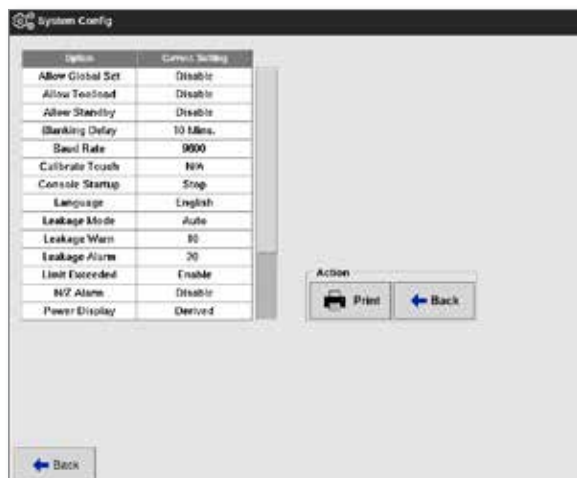 System Config
Option Current Setting
Allow Global Set Disable
Allow Toolload Disable
Allow Standby Disable
Blanking Delay 10 Mins.
Baud Rate 9600
Calibrate Touch N/A
Console Startup Stop
Language English
Leakage Mode Auto
Leakage Warn
Leakage Alarm 20
Limit Exceeded Enable
N/Z Alarm Disable
Power Display Derived
Action
Print Back
Back